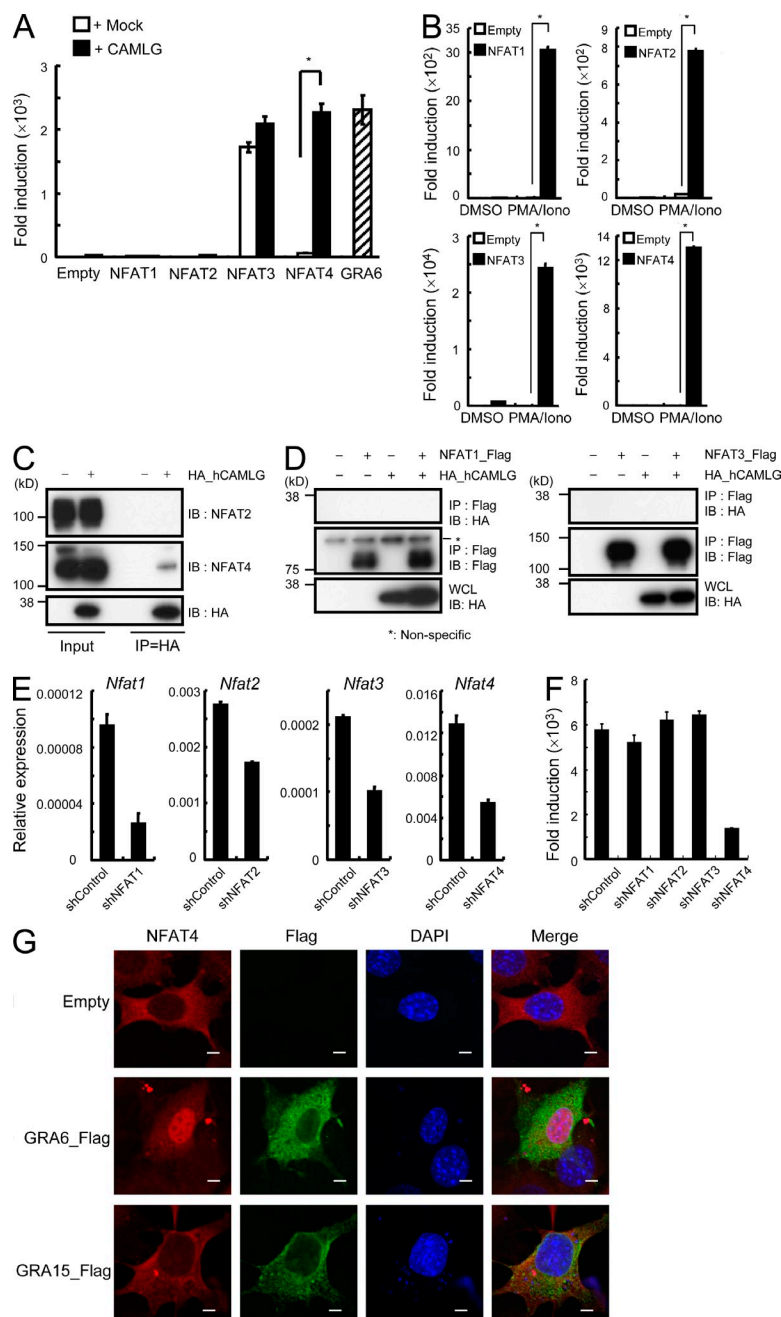 A
+ Mock
+ CAMLG
*
Fold induction (×10³)
3
2
1
0
Empty NFAT1 NFAT2 NFAT3 NFAT4 GRA6
B
Empty
NFAT1
*
Fold induction (×10²)
35
30
20
10
0
DMSO PMA/Iono
Empty
NFAT2
*
Fold induction (×10²)
8
6
4
2
0
DMSO PMA/Iono
Empty
NFAT3
*
Fold induction (×10⁴)
3
2
1
0
DMSO PMA/Iono
Empty
NFAT4
*
Fold induction (×10³)
14
12
8
4
0
DMSO PMA/Iono
C
– + – + HA_hCAMLG
(kD)
100
IB : NFAT2
150
100
IB : NFAT4
38
IB : HA
Input IP=HA
D
– + – + NFAT1_Flag
– – + + HA_hCAMLG
(kD)
38
IP : Flag
IB : HA
*
75
IP : Flag
IB : Flag
38
WCL
IB: HA
*: Non-specific
– + – + NFAT3_Flag
– – + + HA_hCAMLG
(kD)
38
IP : Flag
IB : HA
150
100
IP : Flag
IB : Flag
38
WCL
IB: HA
E
Relative expression
Nfat1
0.00012
0.00008
0.00004
0
shControl shNFAT1
Nfat2
0.003
0.002
0.001
0
shControl shNFAT2
Nfat3
0.0002
0.0001
0
shControl shNFAT3
Nfat4
0.016
0.012
0.008
0.004
0
shControl shNFAT4
F
Fold induction (×10³)
8
6
4
2
0
shControl shNFAT1 shNFAT2 shNFAT3 shNFAT4
G
NFAT4 Flag DAPI Merge
Empty
GRA6_Flag
GRA15_Flag